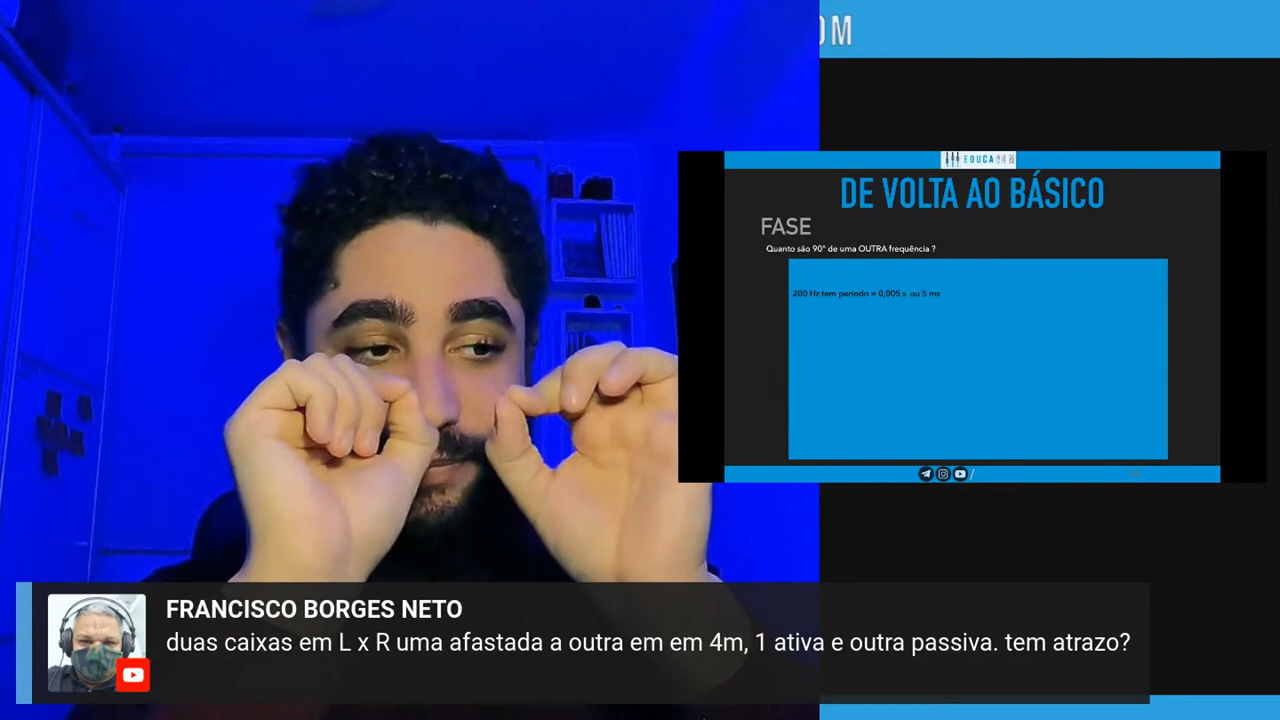 OM
EDUCA
DE VOLTA AO BÁSICO
FASE
Quanto são 90° de uma OUTRA frequência ?
200 Hz tem período = 0,005 s ou 5 ms
/
FRANCISCO BORGES NETO
duas caixas em L x R uma afastada a outra em em 4m, 1 ativa e outra passiva. tem atrazo?